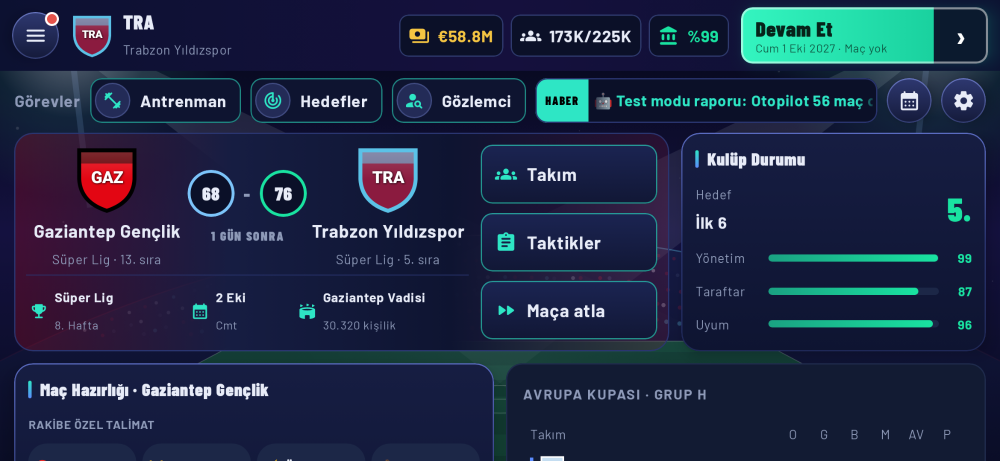 TRA
TRA
Trabzon Yıldızspor
€58.8M
173K/225K
%99
Devam Et
Cum 1 Eki 2027 · Maç yok
Görevler
Antrenman
Hedefler
Gözlemci
HABER
Test modu raporu: Otopilot 56 maç
GAZ
68 - 76
TRA
1 GÜN SONRA
Gaziantep Gençlik
Süper Lig · 13. sıra
Trabzon Yıldızspor
Süper Lig · 5. sıra
Süper Lig
8. Hafta
2 Eki
Cmt
Gaziantep Vadisi
30.320 kişilik
Takım
Taktikler
Maça atla
Kulüp Durumu
Hedef
İlk 6
5.
Yönetim 99
Taraftar 87
Uyum 96
Maç Hazırlığı · Gaziantep Gençlik
RAKİBE ÖZEL TALİMAT
AVRUPA KUPASI · GRUP H
Takım O G B M AV P